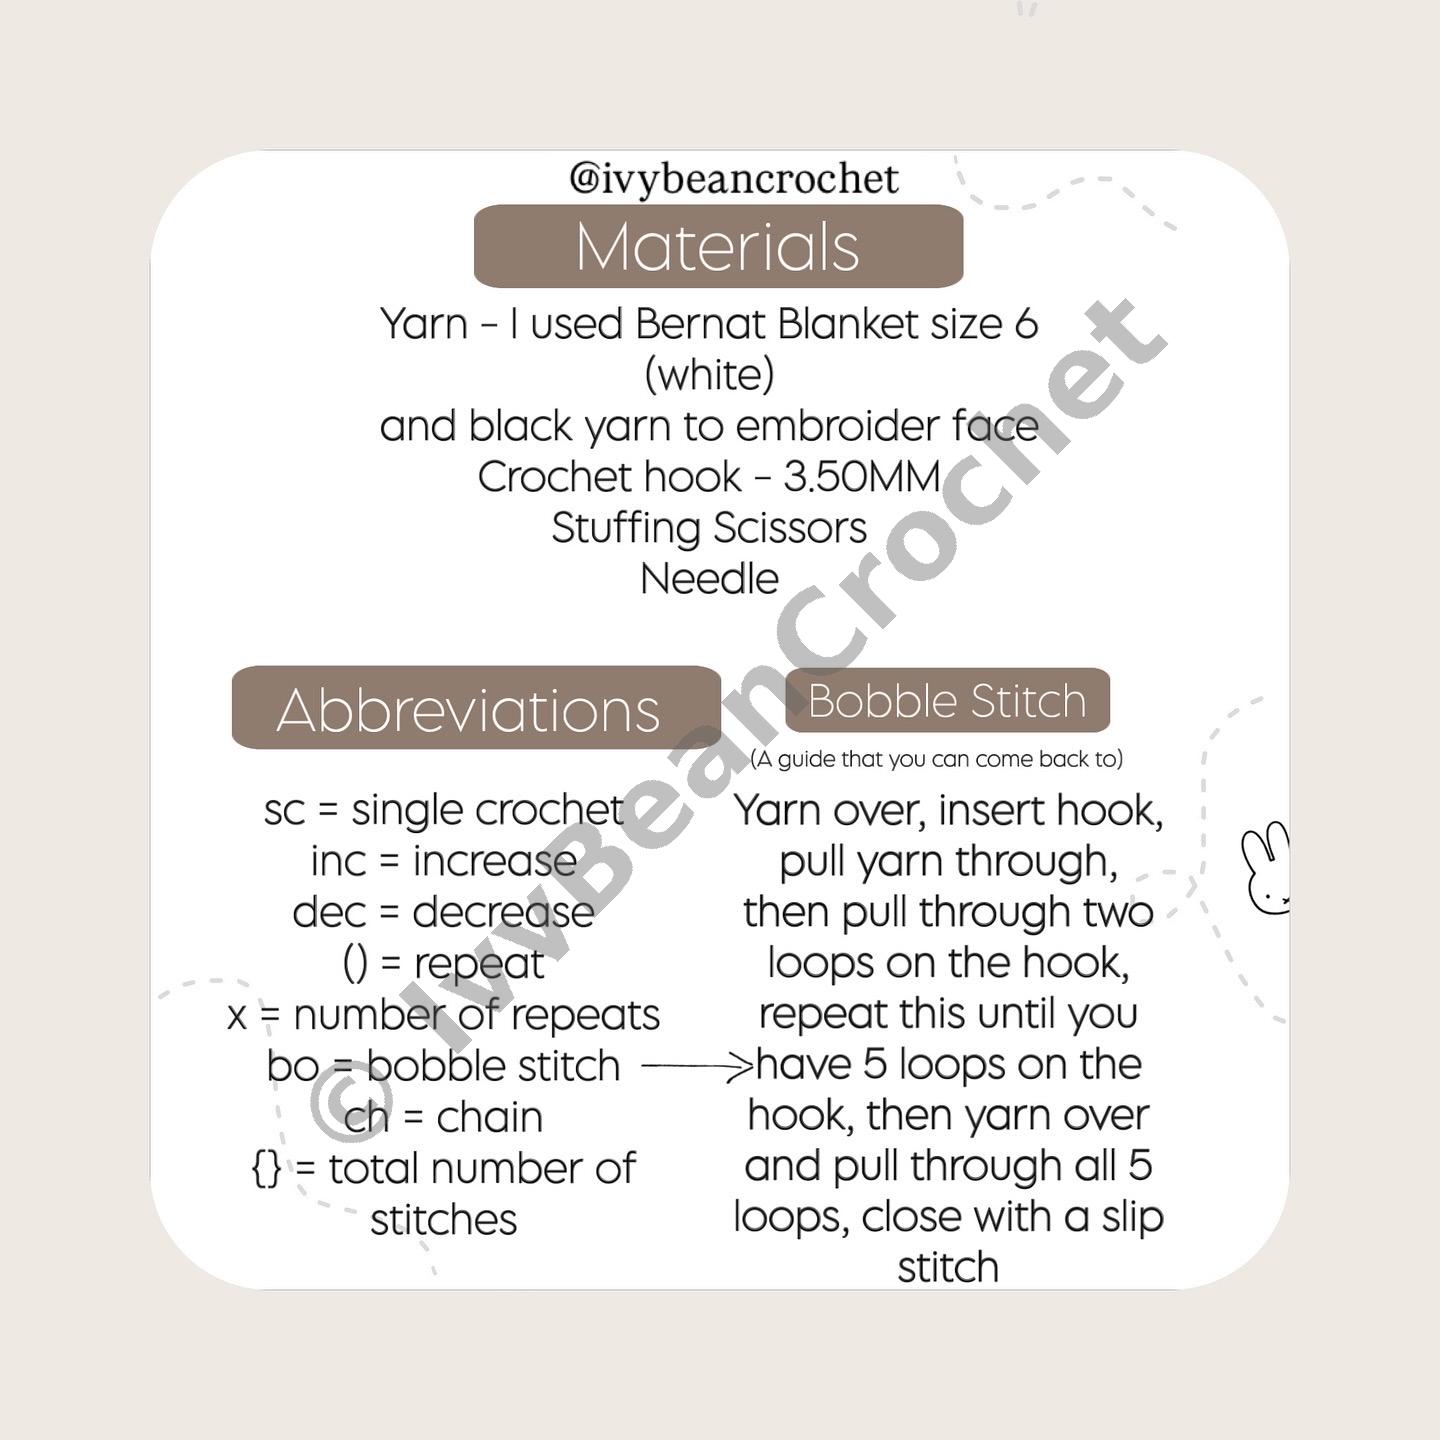 @ivybeancrochet
Materials
Yarn - I used Bernat Blanket size 6
(white)
and black yarn to embroider face
Crochet hook - 3.50MM
Stuffing Scissors
Needle
Abbreviations
sc = single crochet
inc = increase
dec = decrease
() = repeat
x = number of repeats
bo = bobble stitch
ch = chain
{} = total number of
stitches
Bobble Stitch
(A guide that you can come back to)
Yarn over, insert hook,
pull yarn through,
then pull through two
loops on the hook,
repeat this until you
have 5 loops on the
hook, then yarn over
and pull through all 5
loops, close with a slip
stitch
© IvvBeanCrochet